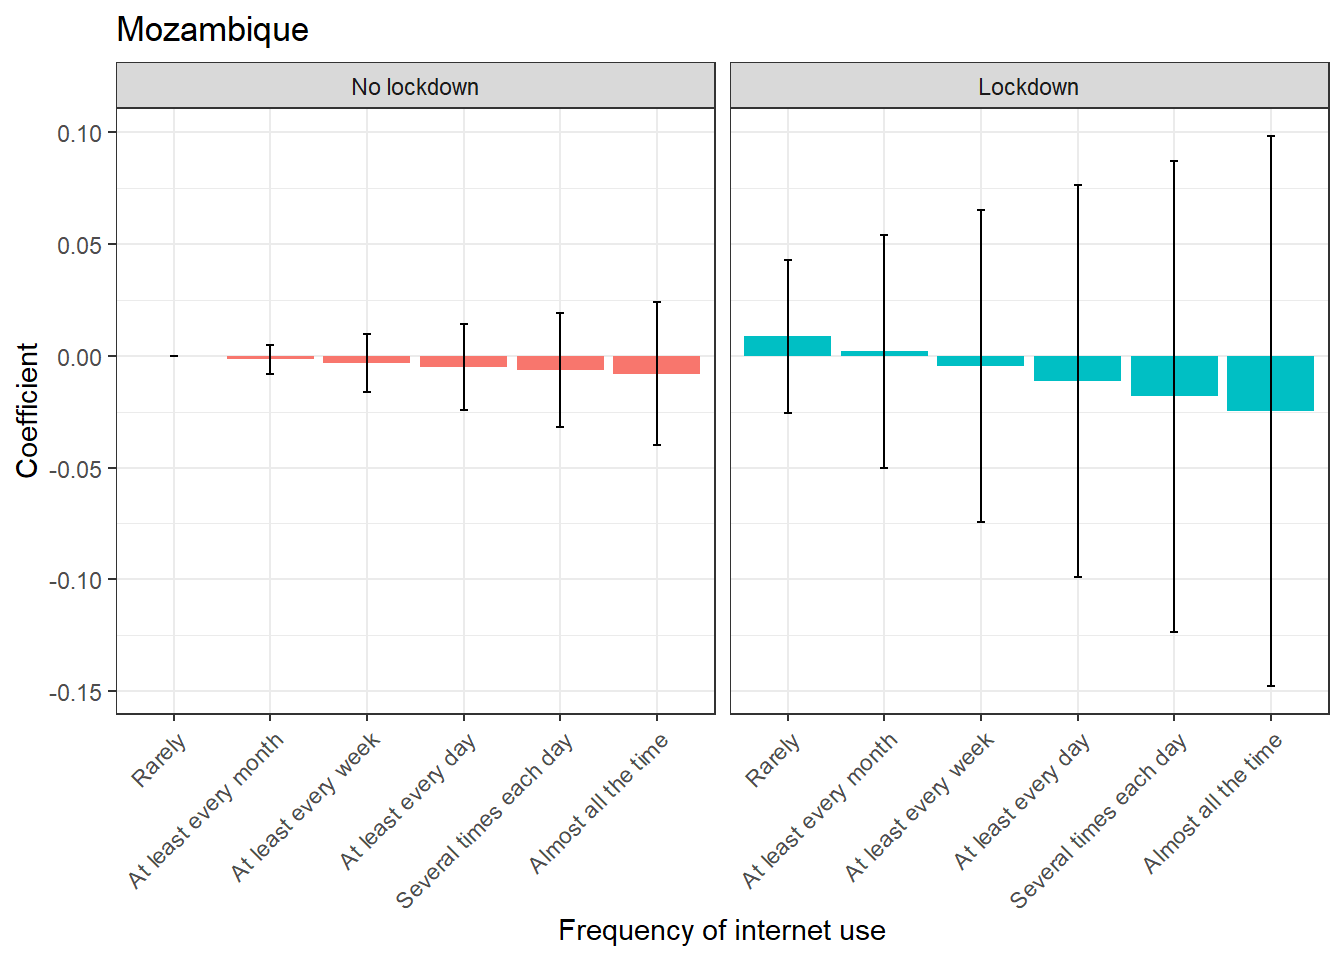 Mozambique
No lockdown
Lockdown
Coefficient
0.10
0.05
0.00
-0.05
-0.10
-0.15
Rarely
At least every month
At least every week
At least every day
Several times each day
Almost all the time
Rarely
At least every month
At least every week
At least every day
Several times each day
Almost all the time
Frequency of internet use